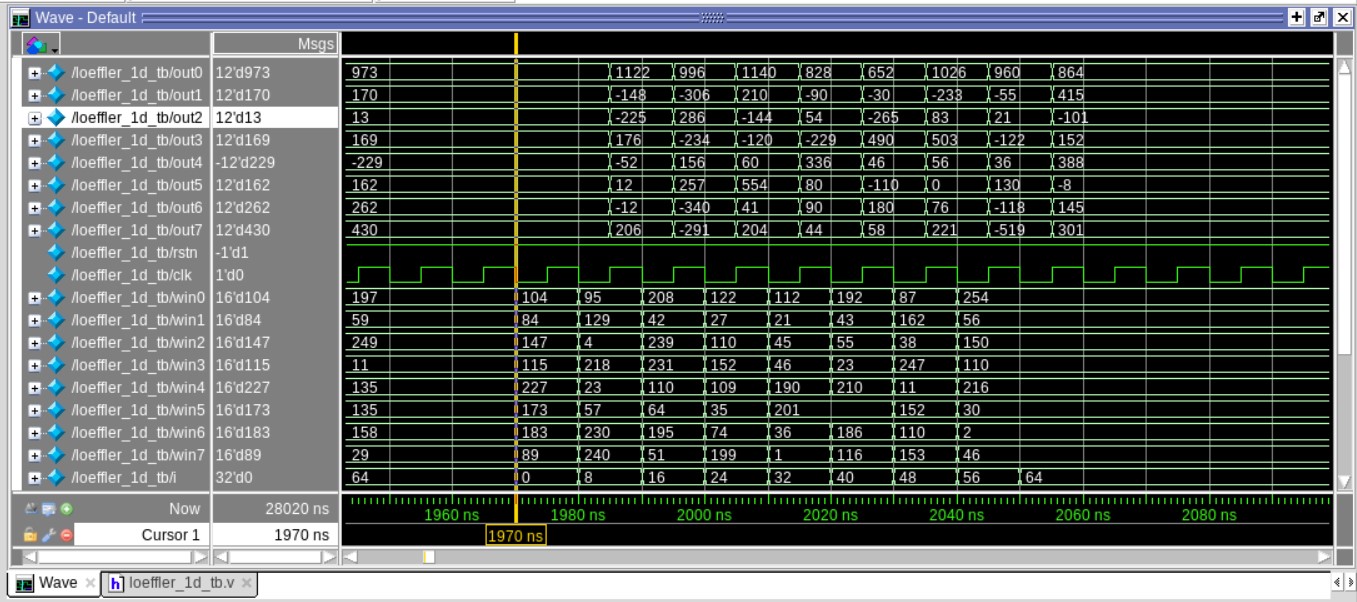 Wave - Default
Msgs
/loeffler_1d_tb/out0 12'd973 973 1122 996 1140 828 652 1026 960 864
/loeffler_1d_tb/out1 12'd170 170 -148 -306 210 -90 -30 -233 -55 415
/loeffler_1d_tb/out2 12'd13 13 -225 286 -144 54 -265 83 21 -101
/loeffler_1d_tb/out3 12'd169 169 176 -234 -120 -229 490 503 -122 152
/loeffler_1d_tb/out4 -12'd229 -229 -52 156 60 336 46 56 36 388
/loeffler_1d_tb/out5 12'd162 162 12 257 554 80 -110 0 130 -8
/loeffler_1d_tb/out6 12'd262 262 -12 -340 41 90 180 76 -118 145
/loeffler_1d_tb/out7 12'd430 430 206 -291 204 44 58 221 -519 301
/loeffler_1d_tb/rstn -1'd1
/loeffler_1d_tb/clk 1'd0
/loeffler_1d_tb/win0 16'd104 197 104 95 208 122 112 192 87 254
/loeffler_1d_tb/win1 16'd84 59 84 129 42 27 21 43 162 56
/loeffler_1d_tb/win2 16'd147 249 147 4 239 110 45 55 38 150
/loeffler_1d_tb/win3 16'd115 11 115 218 231 152 46 23 247 110
/loeffler_1d_tb/win4 16'd227 135 227 23 110 109 190 210 11 216
/loeffler_1d_tb/win5 16'd173 135 173 57 64 35 201 152 30
/loeffler_1d_tb/win6 16'd183 158 183 230 195 74 36 186 110 2
/loeffler_1d_tb/win7 16'd89 29 89 240 51 199 1 116 153 46
/loeffler_1d_tb/i 32'd0 64 0 8 16 24 32 40 48 56 64
Now 28020 ns 1960 ns 1980 ns 2000 ns 2020 ns 2040 ns 2060 ns 2080 ns
Cursor 1 1970 ns 1970 ns
Wave h loeffler_1d_tb.v